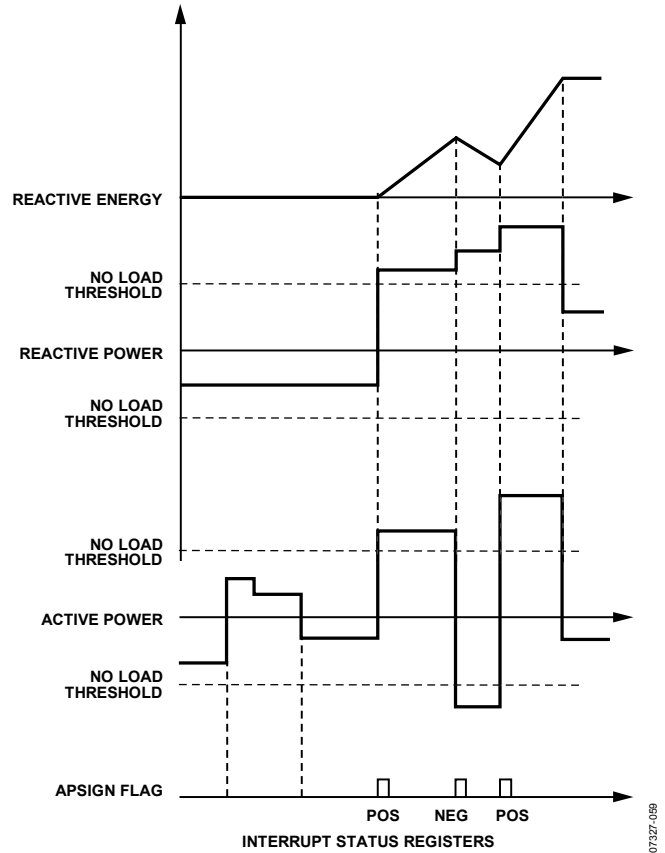 REACTIVE ENERGY
NO LOAD
THRESHOLD
REACTIVE POWER
NO LOAD
THRESHOLD
NO LOAD
THRESHOLD
ACTIVE POWER
NO LOAD
THRESHOLD
APSIGN FLAG
POS NEG POS
INTERRUPT STATUS REGISTERS
07327-059